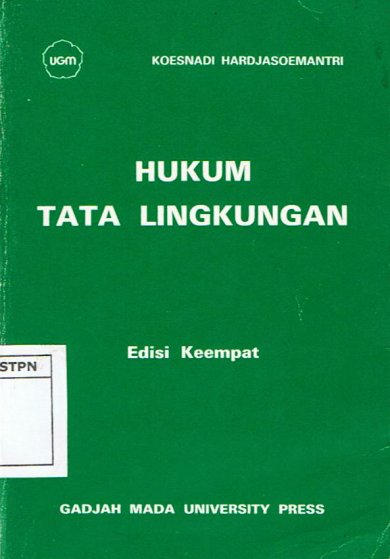 UGM
KOESNADI HARDJASOEMANTRI
HUKUM
TATA LINGKUNGAN
Edisi Keempat
STPN
GADJAH MADA UNIVERSITY PRESS